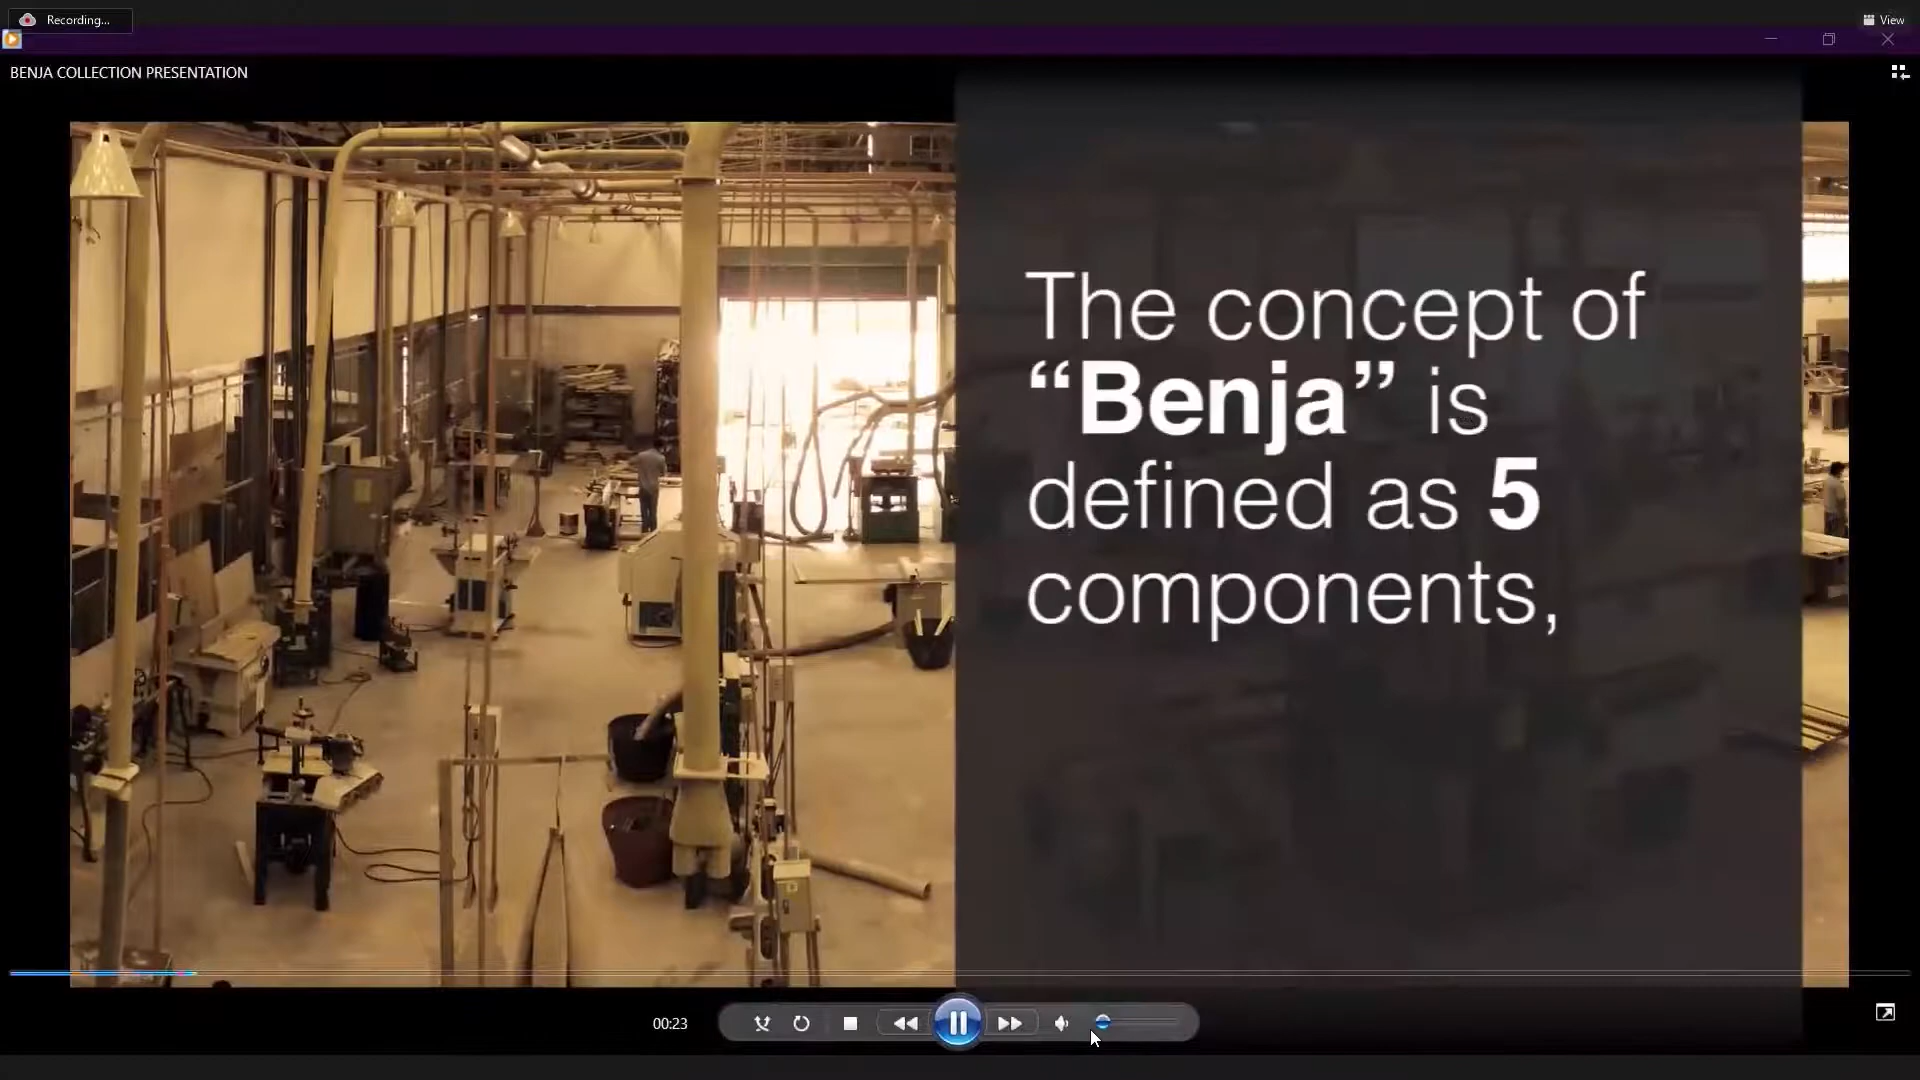 Recording...
View
BENJA COLLECTION PRESENTATION
The concept of
“Benja” is
defined as 5
components,
00:23